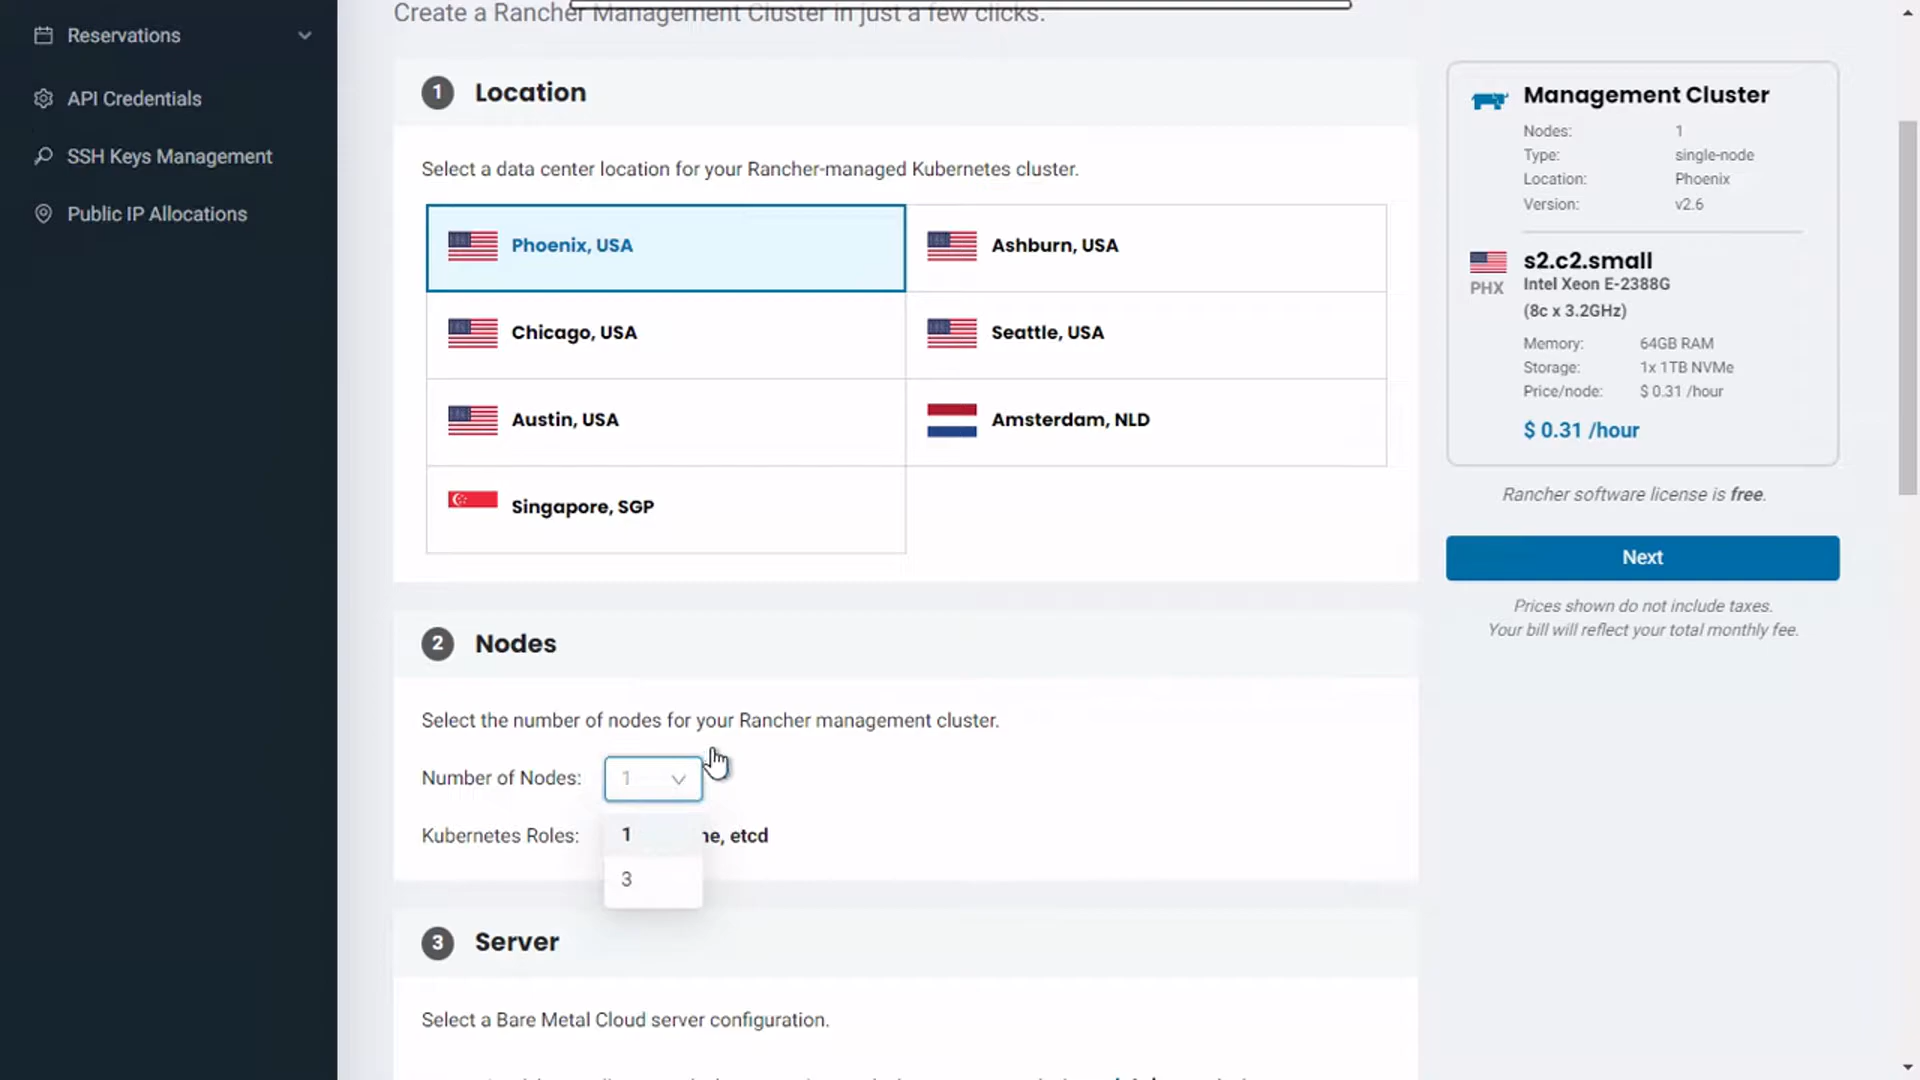 Create a Rancher Management Cluster in just a few clicks.
Reservations
API Credentials
SSH Keys Management
Public IP Allocations
1 Location
Select a data center location for your Rancher-managed Kubernetes cluster.
Phoenix, USA
Ashburn, USA
Chicago, USA
Seattle, USA
Austin, USA
Amsterdam, NLD
Singapore, SGP
2 Nodes
Select the number of nodes for your Rancher management cluster.
Number of Nodes: 1
Kubernetes Roles: ne, etcd
1
3
3 Server
Select a Bare Metal Cloud server configuration.
Management Cluster
Nodes: 1
Type: single-node
Location: Phoenix
Version: v2.6
PHX
s2.c2.small
Intel Xeon E-2388G
(8c x 3.2GHz)
Memory: 64GB RAM
Storage: 1x 1TB NVMe
Price/node: $ 0.31 /hour
$ 0.31 /hour
Rancher software license is free.
Next
Prices shown do not include taxes.
Your bill will reflect your total monthly fee.